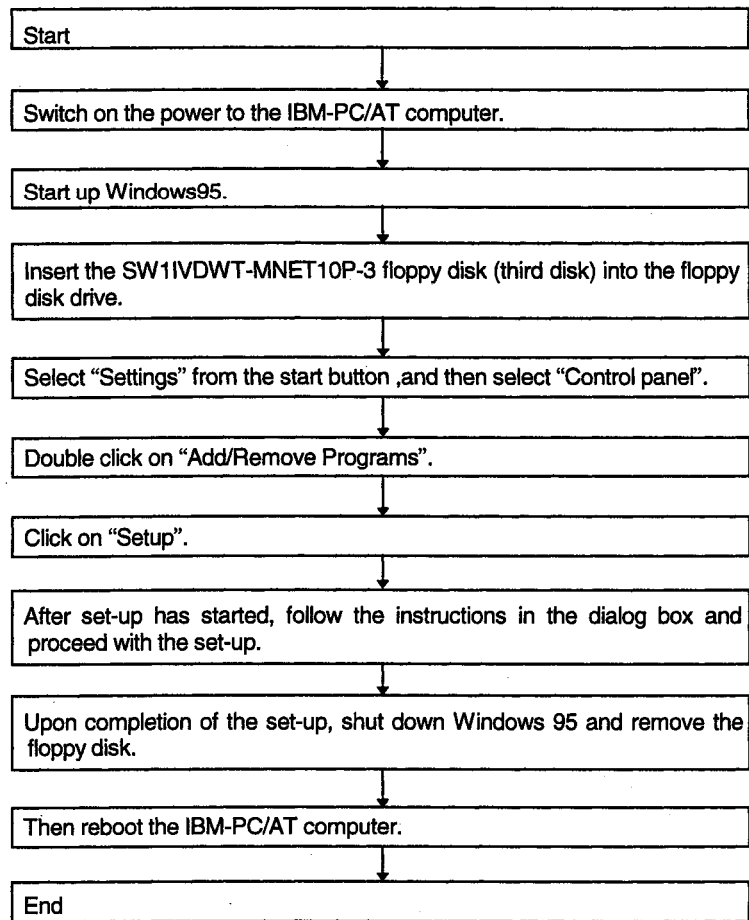 Start
Switch on the power to the IBM-PC/AT computer.
Start up Windows95.
Insert the SW1IVDWT-MNET10P-3 floppy disk (third disk) into the floppy
disk drive.
Select “Settings” from the start button ,and then select “Control panel”.
Double click on “Add/Remove Programs”.
Click on “Setup”.
After set-up has started, follow the instructions in the dialog box and
proceed with the set-up.
Upon completion of the set-up, shut down Windows 95 and remove the
floppy disk.
Then reboot the IBM-PC/AT computer.
End